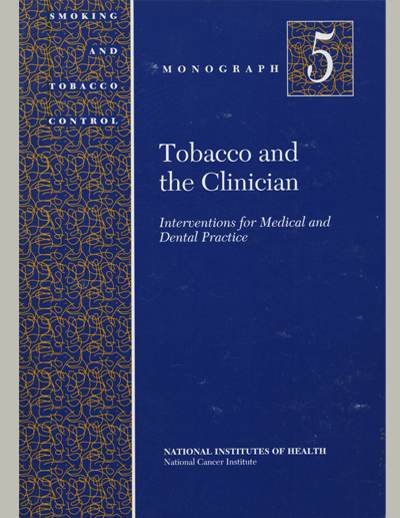 SMOKING
AND
TOBACCO
CONTROL
MONOGRAPH
5
Tobacco and
the Clinician
Interventions for Medical and
Dental Practice
NATIONAL INSTITUTES OF HEALTH
National Cancer Institute